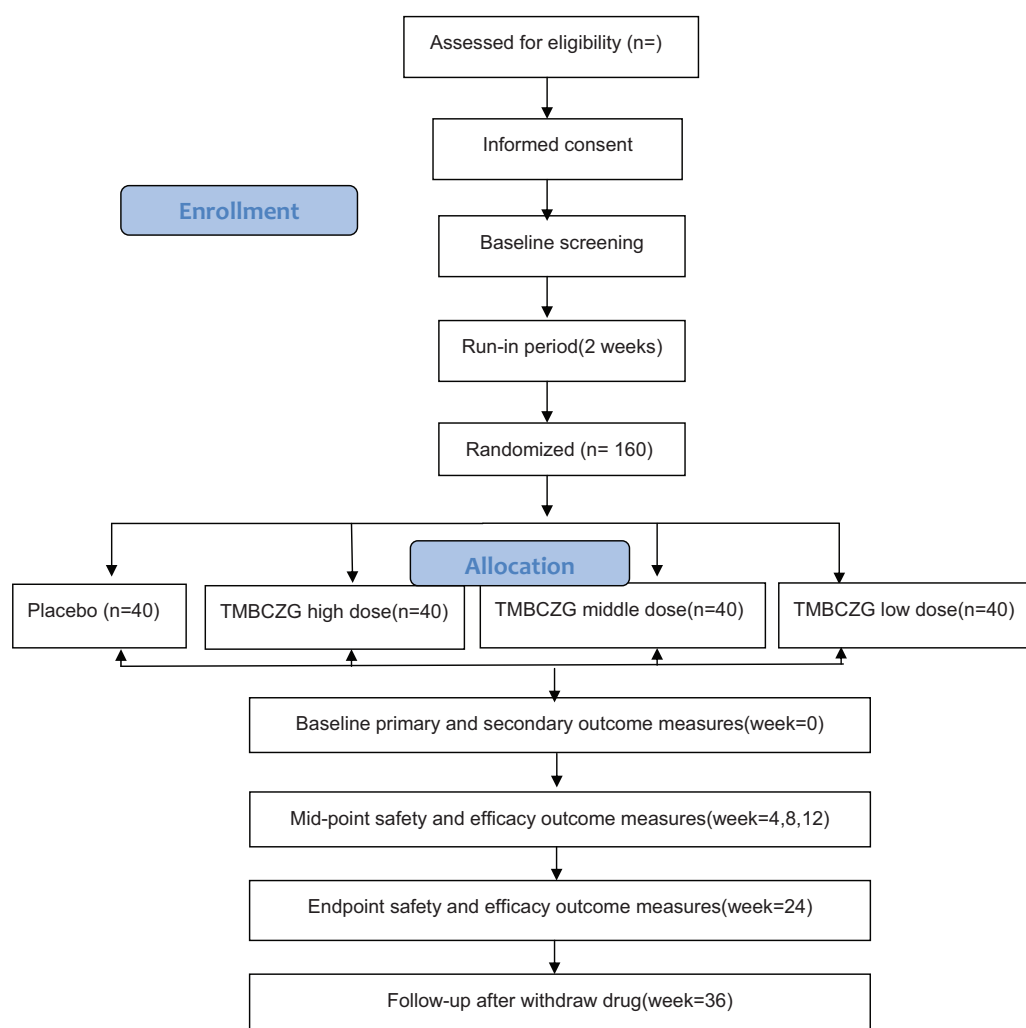 Assessed for eligibility (n=)
Informed consent
Enrollment
Baseline screening
Run-in period(2 weeks)
Randomized (n= 160)
Allocation
Placebo (n=40)
TMBCZG high dose(n=40)
TMBCZG middle dose(n=40)
TMBCZG low dose(n=40)
Baseline primary and secondary outcome measures(week=0)
Mid-point safety and efficacy outcome measures(week=4,8,12)
Endpoint safety and efficacy outcome measures(week=24)
Follow-up after withdraw drug(week=36)